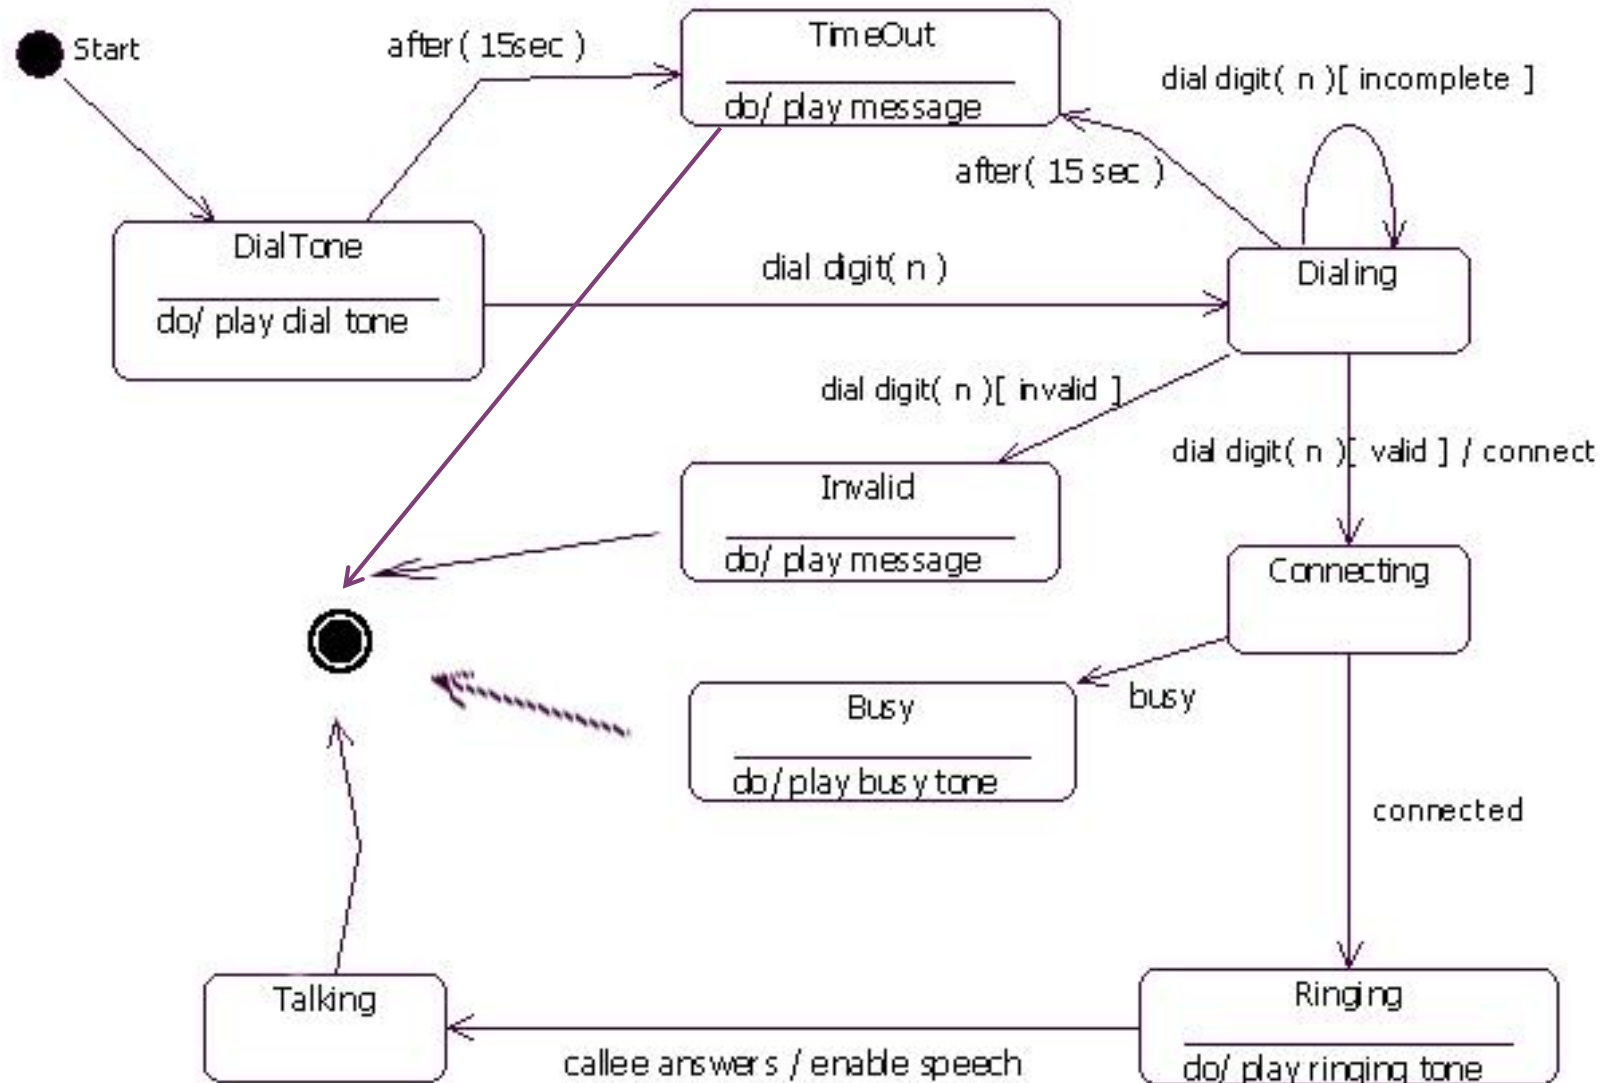 Start
after( 15sec )
TimeOut
do/ play message
dial digit( n )[ incomplete ]
after( 15 sec )
DialTone
do/ play dial tone
dial digit( n )
Dialing
dial digit( n )[ invalid ]
dial digit( n )[ valid ] / connect
Invalid
do/ play message
Connecting
busy
Busy
do/ play busy tone
connected
Talking
callee answers / enable speech
Ringing
do/ play ringing tone